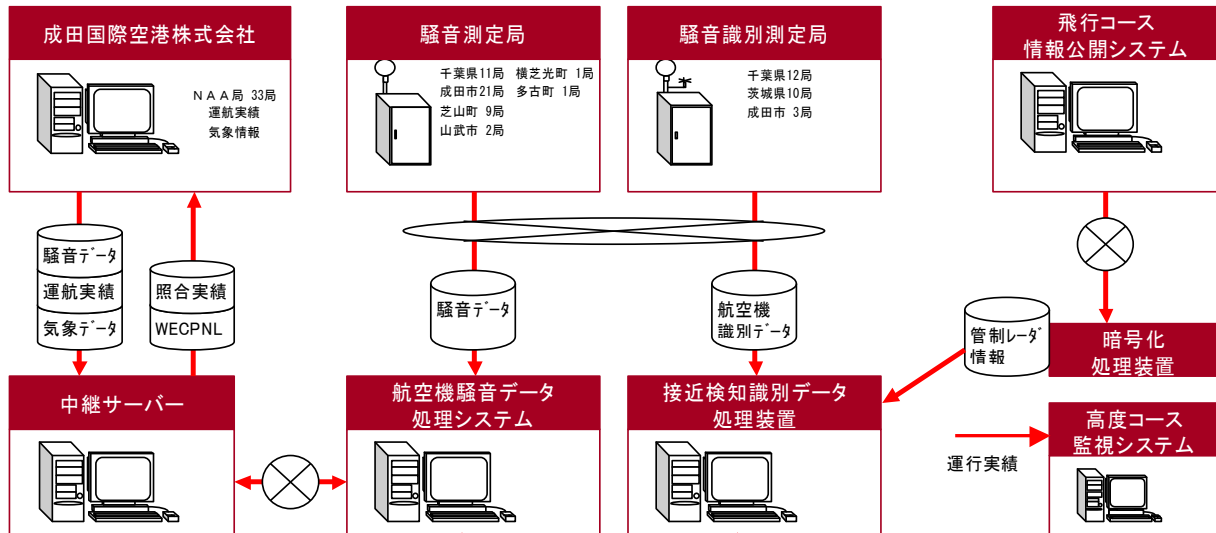 成田国際空港株式会社
ＮＡＡ局 33局
運航実績
気象情報
騒音測定局
千葉県11局 横芝光町 1局
成田市21局 多古町 1局
芝山町 9局
山武市 2局
騒音識別測定局
千葉県12局
茨城県10局
成田市 3局
飛行コース
情報公開システム
騒音ﾃﾞｰﾀ
運航実績
気象ﾃﾞｰﾀ
照合実績
WECPNL
騒音ﾃﾞｰﾀ
航空機
識別ﾃﾞｰﾀ
管制ﾚｰﾀﾞ
情報
暗号化
処理装置
中継サーバー
航空機騒音データ
処理システム
接近検知識別データ
処理装置
運行実績
高度コース
監視システム